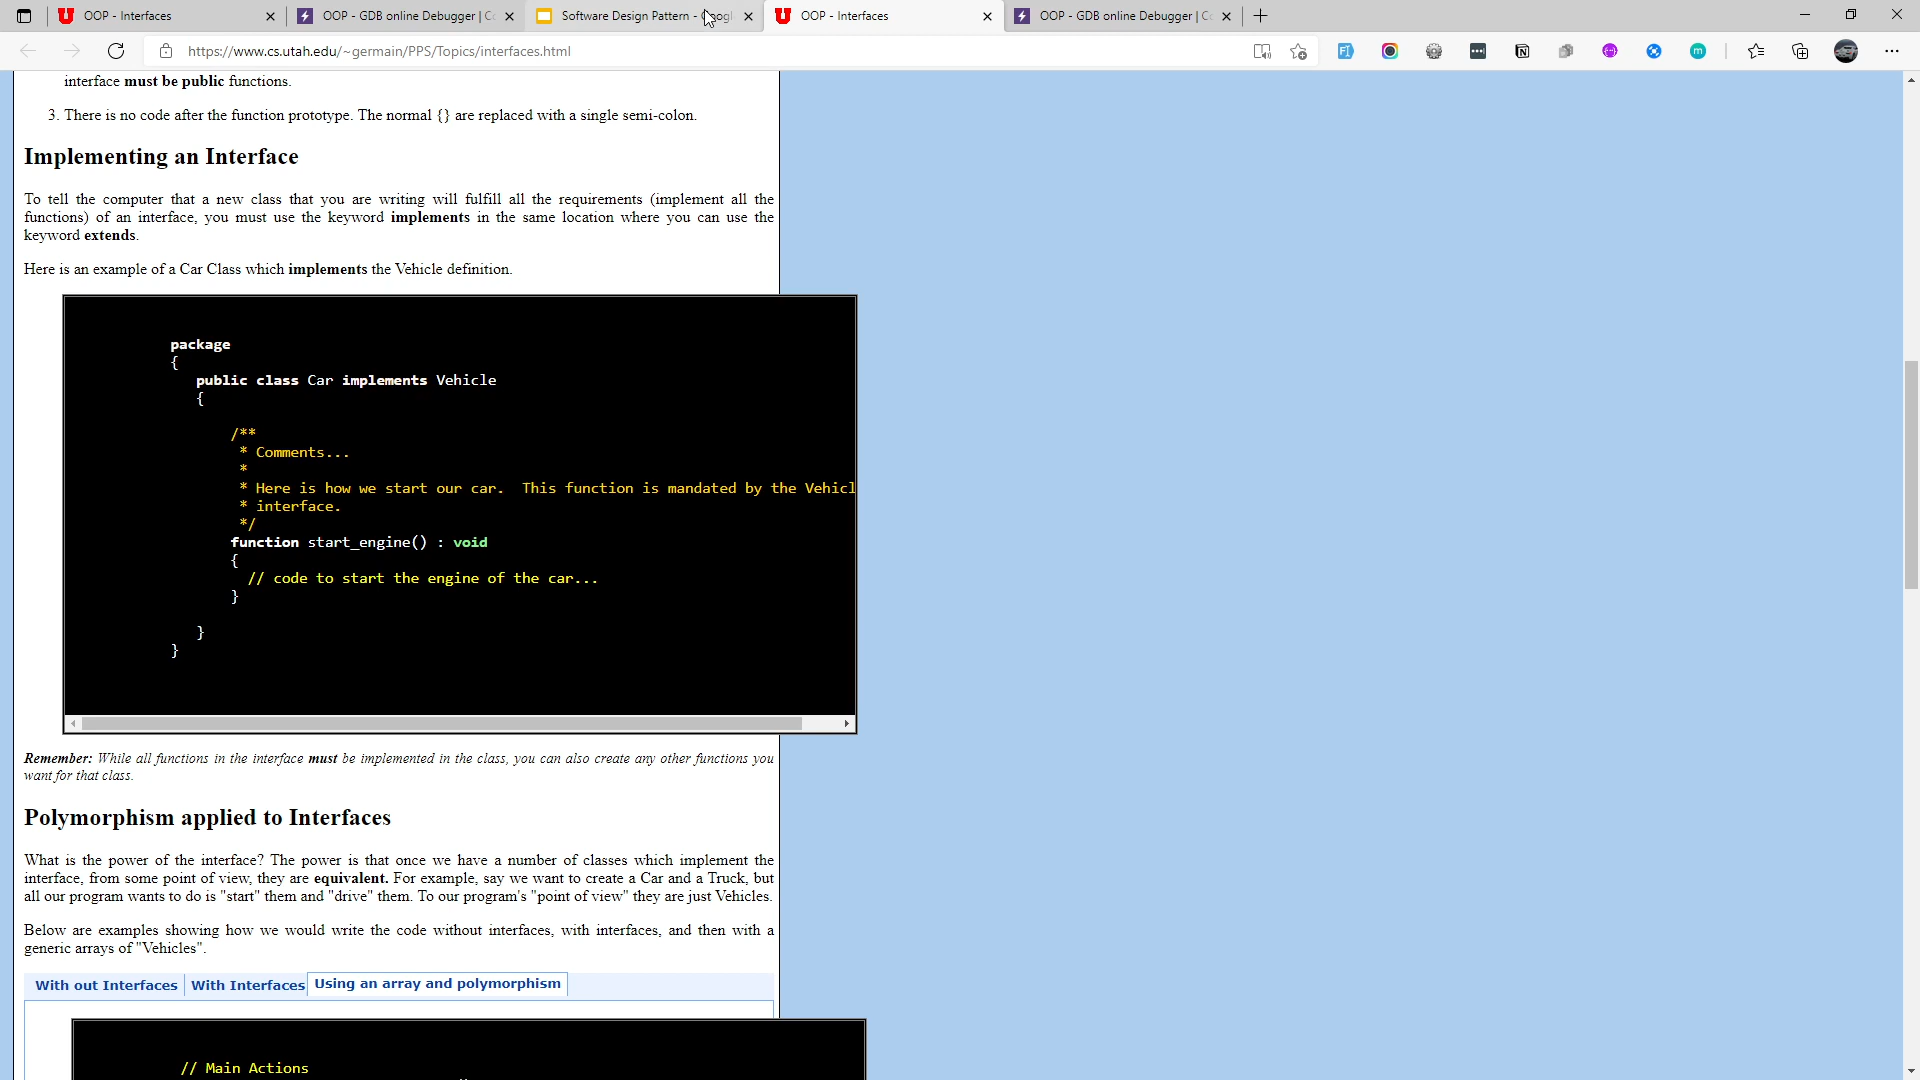 OOP - Interfaces
OOP - GDB online Debugger | C
Software Design Pattern -
OOP - Interfaces
OOP - GDB online Debugger | C
https://www.cs.utah.edu/~germain/PPS/Topics/interfaces.html
interface must be public functions.
3. There is no code after the function prototype. The normal {} are replaced with a single semi-colon.
Implementing an Interface
To tell the computer that a new class that you are writing will fulfill all the requirements (implement all the
functions) of an interface, you must use the keyword implements in the same location where you can use the
keyword extends.
Here is an example of a Car Class which implements the Vehicle definition.
package
{
public class Car implements Vehicle
{
/**
* Comments...
*
* Here is how we start our car.  This function is mandated by the Vehicl
* interface.
*/
function start_engine() : void
{
// code to start the engine of the car...
}
}
}
Remember: While all functions in the interface must be implemented in the class, you can also create any other functions you
want for that class.
Polymorphism applied to Interfaces
What is the power of the interface? The power is that once we have a number of classes which implement the
interface, from some point of view, they are equivalent. For example, say we want to create a Car and a Truck, but
all our program wants to do is "start" them and "drive" them. To our program's "point of view" they are just Vehicles.
Below are examples showing how we would write the code without interfaces, with interfaces, and then with a
generic arrays of "Vehicles".
With out Interfaces
With Interfaces
Using an array and polymorphism
// Main Actions